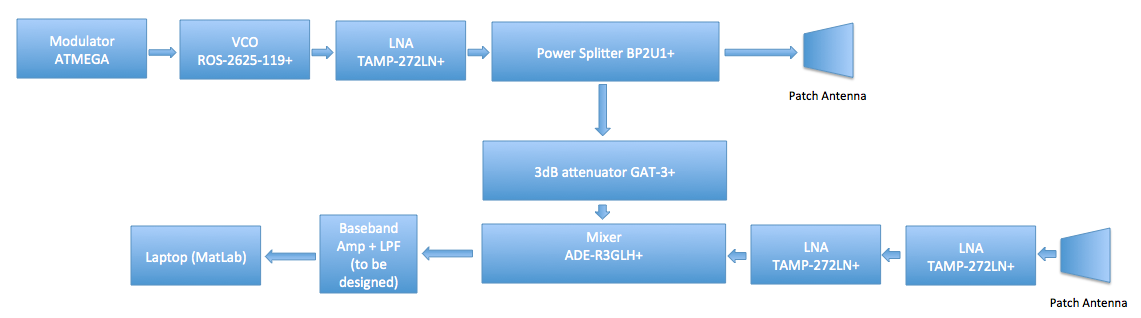 Modulator
ATMEGA
VCO
ROS-2625-119+
LNA
TAMP-272LN+
Power Splitter BP2U1+
Patch Antenna
3dB attenuator GAT-3+
Laptop (MatLab)
Baseband
Amp + LPF
(to be
designed)
Mixer
ADE-R3GLH+
LNA
TAMP-272LN+
LNA
TAMP-272LN+
Patch Antenna